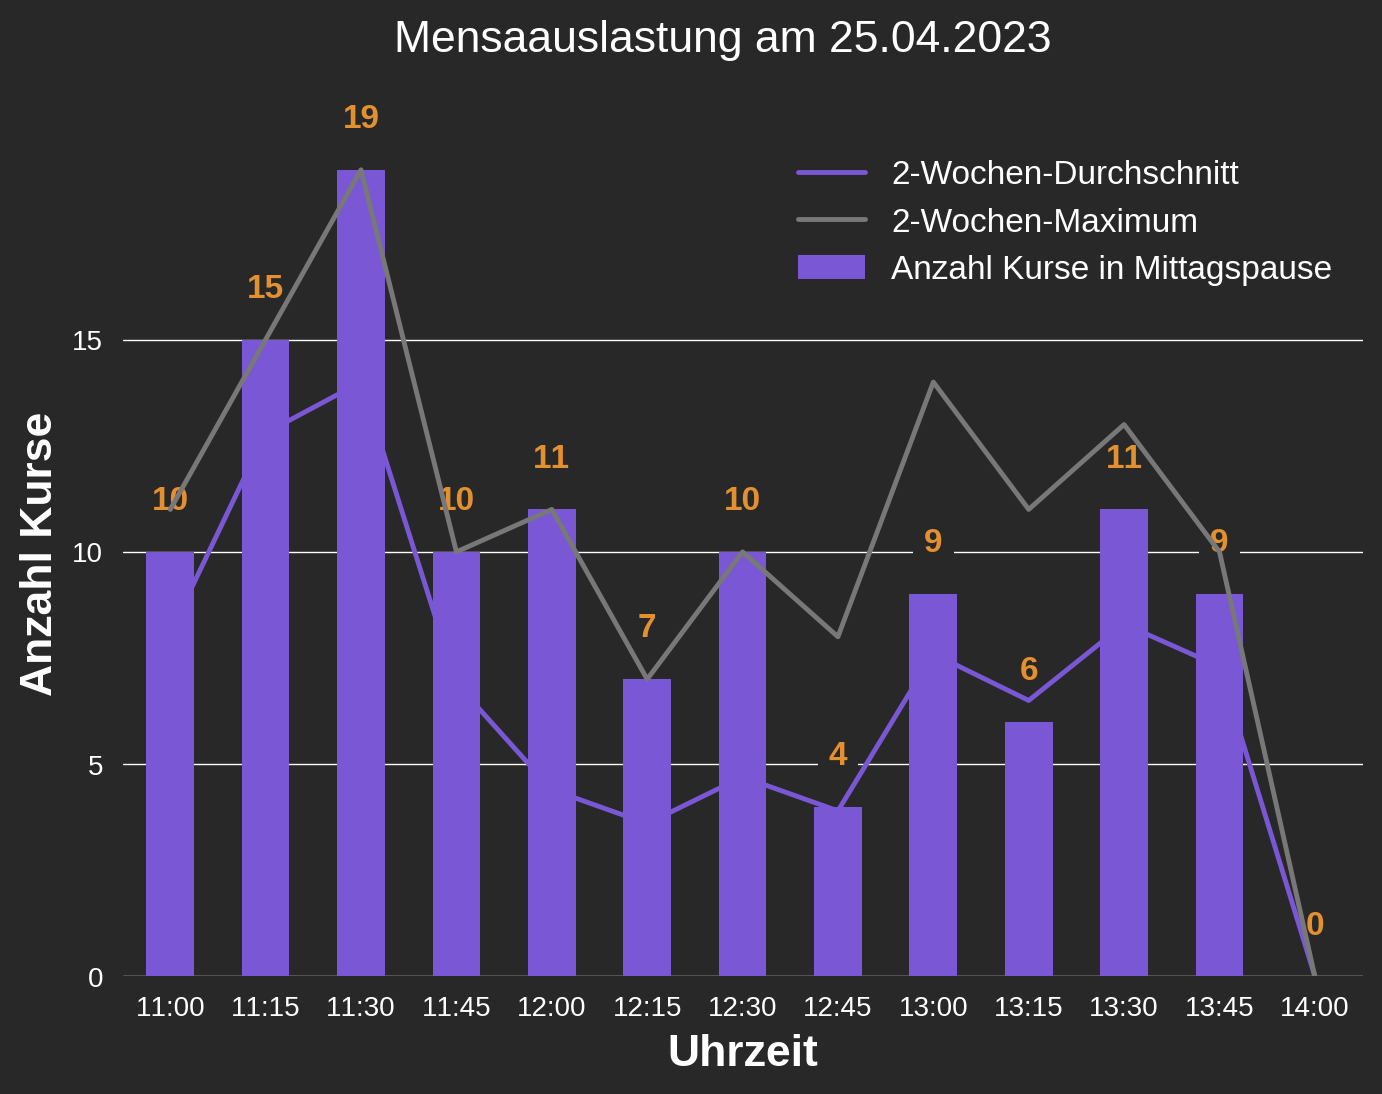 Mensaauslastung am 25.04.2023
19
2-Wochen-Durchschnitt
2-Wochen-Maximum
Anzahl Kurse in Mittagspause
15
15
11
11
10
10
10
10
9
9
7
6
5
4
0
0
Anzahl Kurse
11:00 11:15 11:30 11:45 12:00 12:15 12:30 12:45 13:00 13:15 13:30 13:45 14:00
Uhrzeit